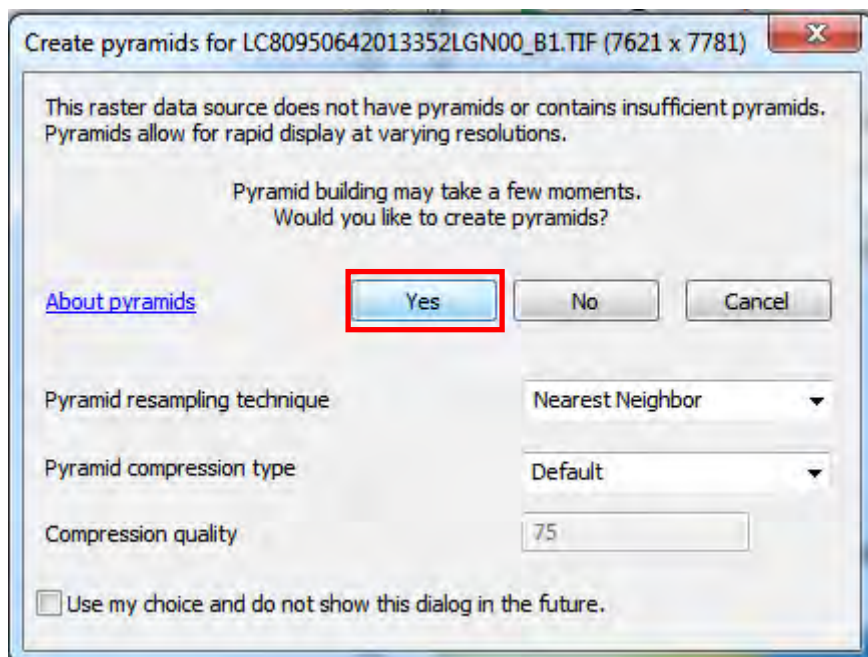 Create pyramids for LC80950642013352LGN00_B1.TIF (7621 x 7781)
This raster data source does not have pyramids or contains insufficient pyramids.
Pyramids allow for rapid display at varying resolutions.
Pyramid building may take a few moments.
Would you like to create pyramids?
About pyramids Yes No Cancel
Pyramid resampling technique Nearest Neighbor
Pyramid compression type Default
Compression quality 75
Use my choice and do not show this dialog in the future.